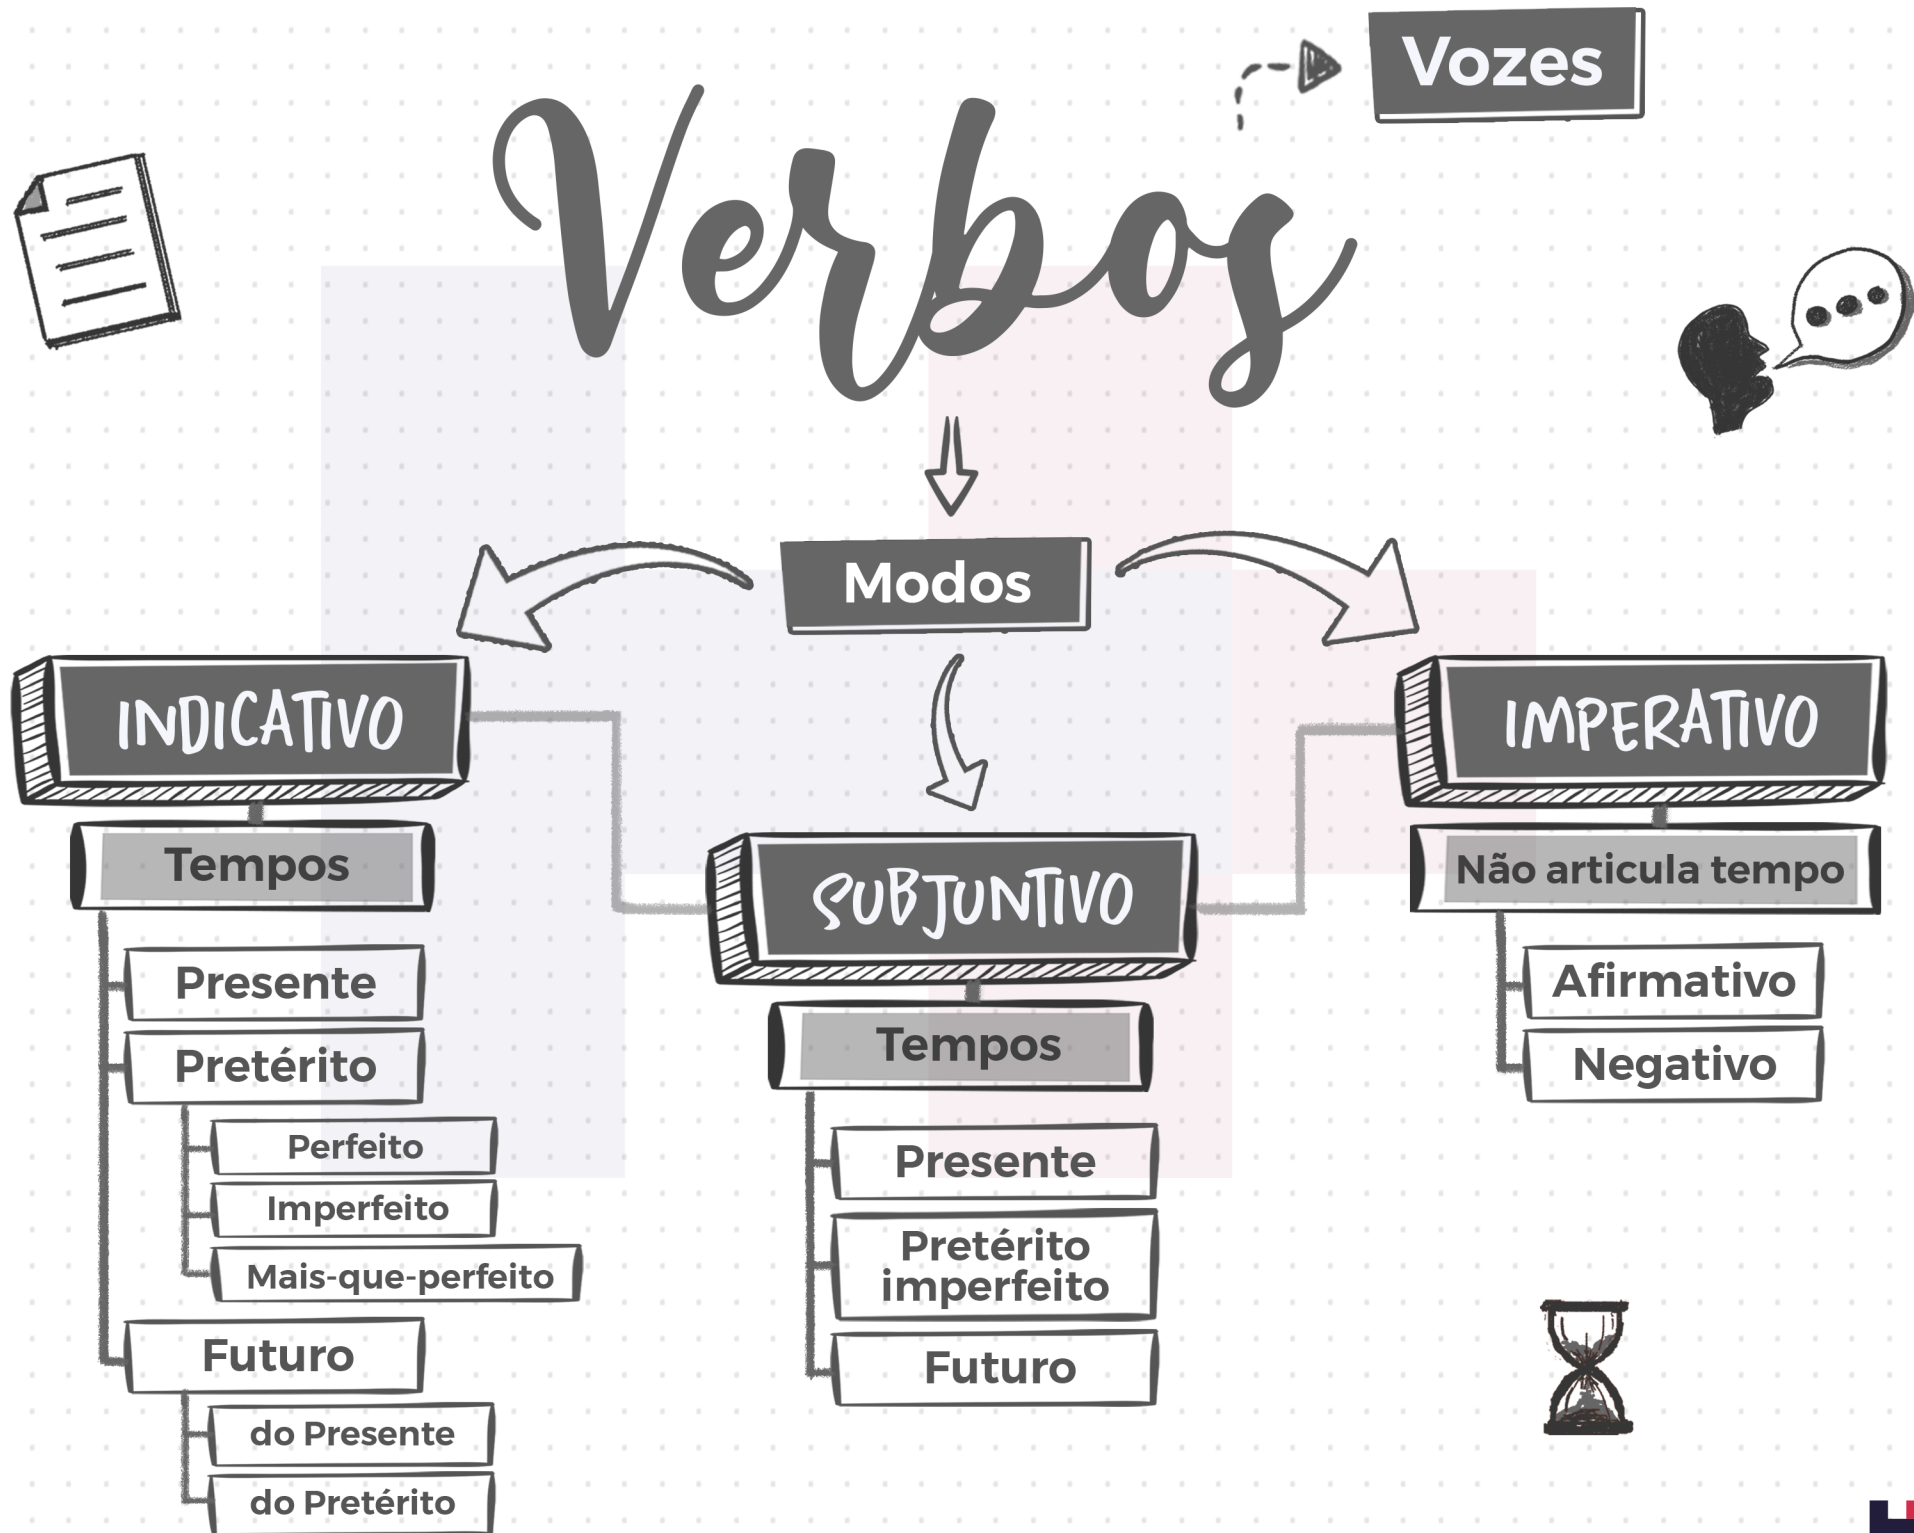 Vozes
Verbos
Modos
INDICATIVO
Tempos
Presente
Pretérito
Perfeito
Imperfeito
Mais-que-perfeito
Futuro
do Presente
do Pretérito
SUBJUNTIVO
Tempos
Presente
Pretérito
imperfeito
Futuro
IMPERATIVO
Não articula tempo
Afirmativo
Negativo